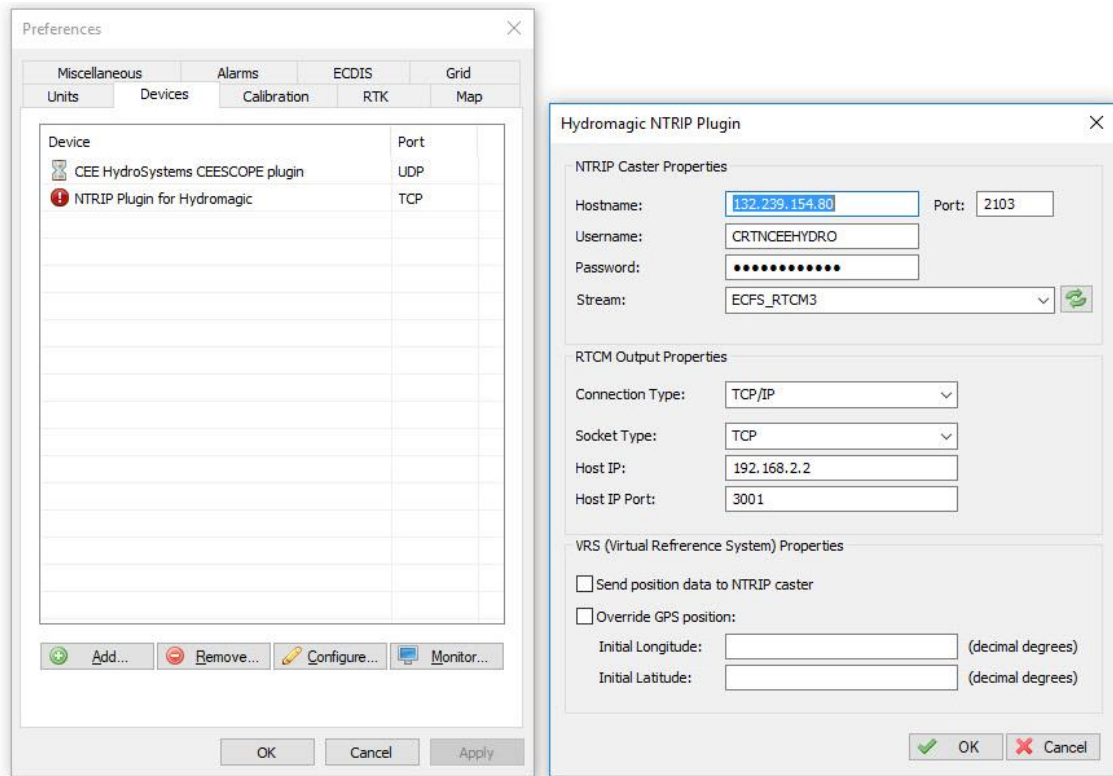 Preferences
Miscellaneous Alarms ECDIS Grid
Units Devices Calibration RTK Map
Device Port
CEE HydroSystems CEESCOPE plugin UDP
NTRIP Plugin for Hydromagic TCP
Add... Remove... Configure... Monitor...
OK Cancel Apply
Hydromagic NTRIP Plugin
NTRIP Caster Properties
Hostname: 132.239.154.80 Port: 2103
Username: CRTNCEEHYDRO
Password: ●●●●●●●●●●●●
Stream: ECFS_RTCM3
RTCM Output Properties
Connection Type: TCP/IP
Socket Type: TCP
Host IP: 192.168.2.2
Host IP Port: 3001
VRS (Virtual Refrerence System) Properties
Send position data to NTRIP caster
Override GPS position:
Initial Longitude: (decimal degrees)
Initial Latitude: (decimal degrees)
OK Cancel